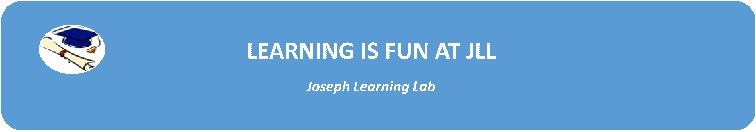 LEARNING IS FUN AT JLL
Joseph Learning Lab